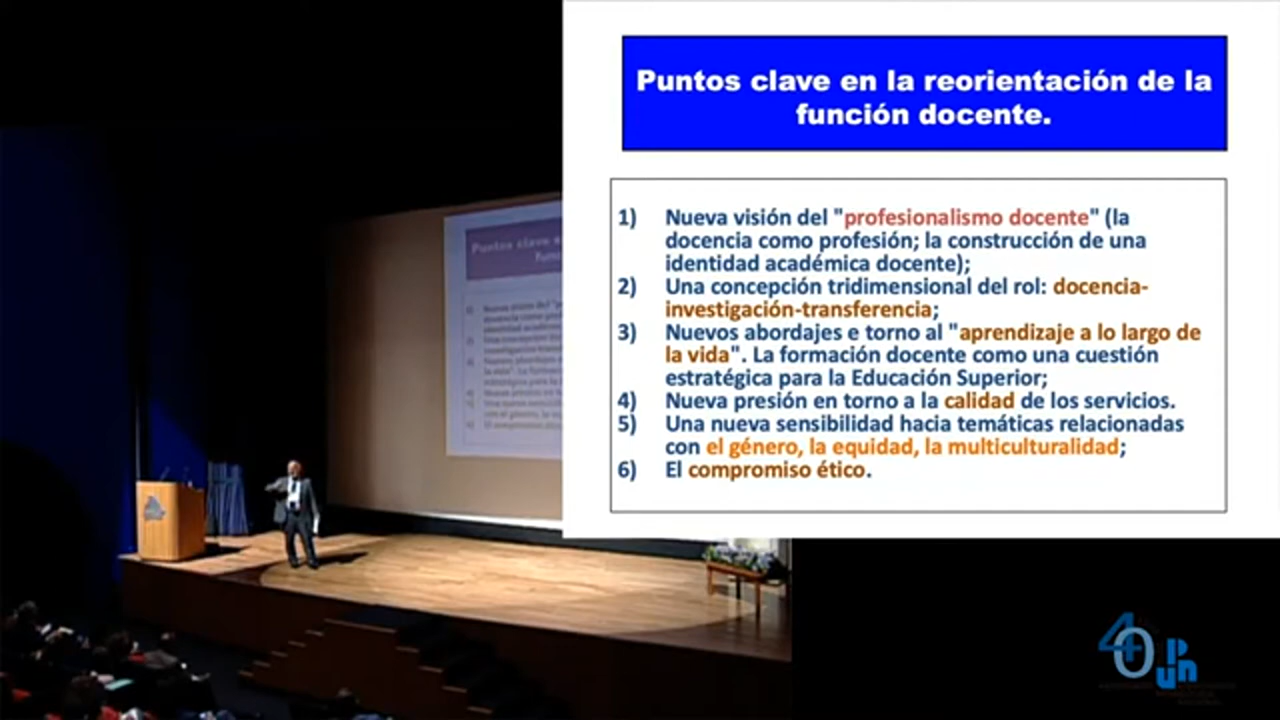 Puntos clave en la reorientación de la
función docente.
1) Nueva visión del "profesionalismo docente" (la
docencia como profesión; la construcción de una
identidad académica docente);
2) Una concepción tridimensional del rol: docencia-
investigación-transferencia;
3) Nuevos abordajes e torno al "aprendizaje a lo largo de
la vida". La formación docente como una cuestión
estratégica para la Educación Superior;
4) Nueva presión en torno a la calidad de los servicios.
5) Una nueva sensibilidad hacia temáticas relacionadas
con el género, la equidad, la multiculturalidad;
6) El compromiso ético.
Puntos clave
40 upn